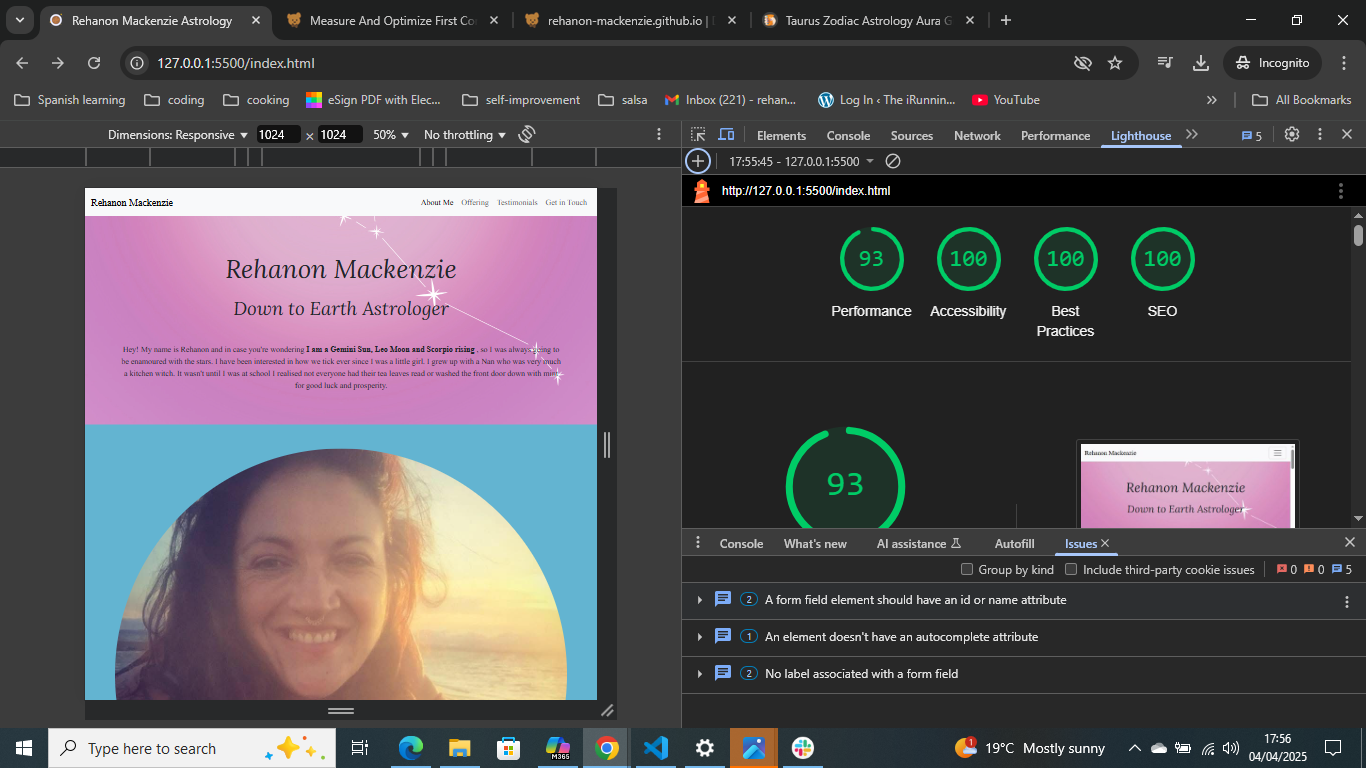 Rehanon Mackenzie Astrology
Measure And Optimize First Co
rehanon-mackenzie.github.io |
Taurus Zodiac Astrology Aura G
127.0.0.1:5500/index.html
Incognito
Spanish learning
coding
cooking
eSign PDF with Elec...
self-improvement
salsa
Inbox (221) - rehan...
Log In ‹ The iRunnin...
YouTube
All Bookmarks
Dimensions: Responsive
1024 × 1024
50%
No throttling
Elements
Console
Sources
Network
Performance
Lighthouse
5
17:55:45 - 127.0.0.1:5500
http://127.0.0.1:5500/index.html
Rehanon Mackenzie
About Me
Offering
Testimonials
Get in Touch
Rehanon Mackenzie
Down to Earth Astrologer
Hey! My name is Rehanon and in case you're wondering I am a Gemini Sun, Leo Moon and Scorpio rising , so I was always going to
be enamoured with the stars. I have been interested in how we tick ever since I was a little girl. I grew up with a Nan who was very much
a kitchen witch. It wasn't until I was at school I realised not everyone had their tea leaves read or washed the front door down with mint
for good luck and prosperity.
93
100
100
100
Performance
Accessibility
Best
Practices
SEO
93
Rehanon Mackenzie
Rehanon Mackenzie
Down to Earth Astrologer
Console
What's new
AI assistance
Autofill
Issues
Group by kind
Include third-party cookie issues
0
0
5
2
A form field element should have an id or name attribute
1
An element doesn't have an autocomplete attribute
2
No label associated with a form field
Type here to search
M365
1
19°C
Mostly sunny
17:56
04/04/2025